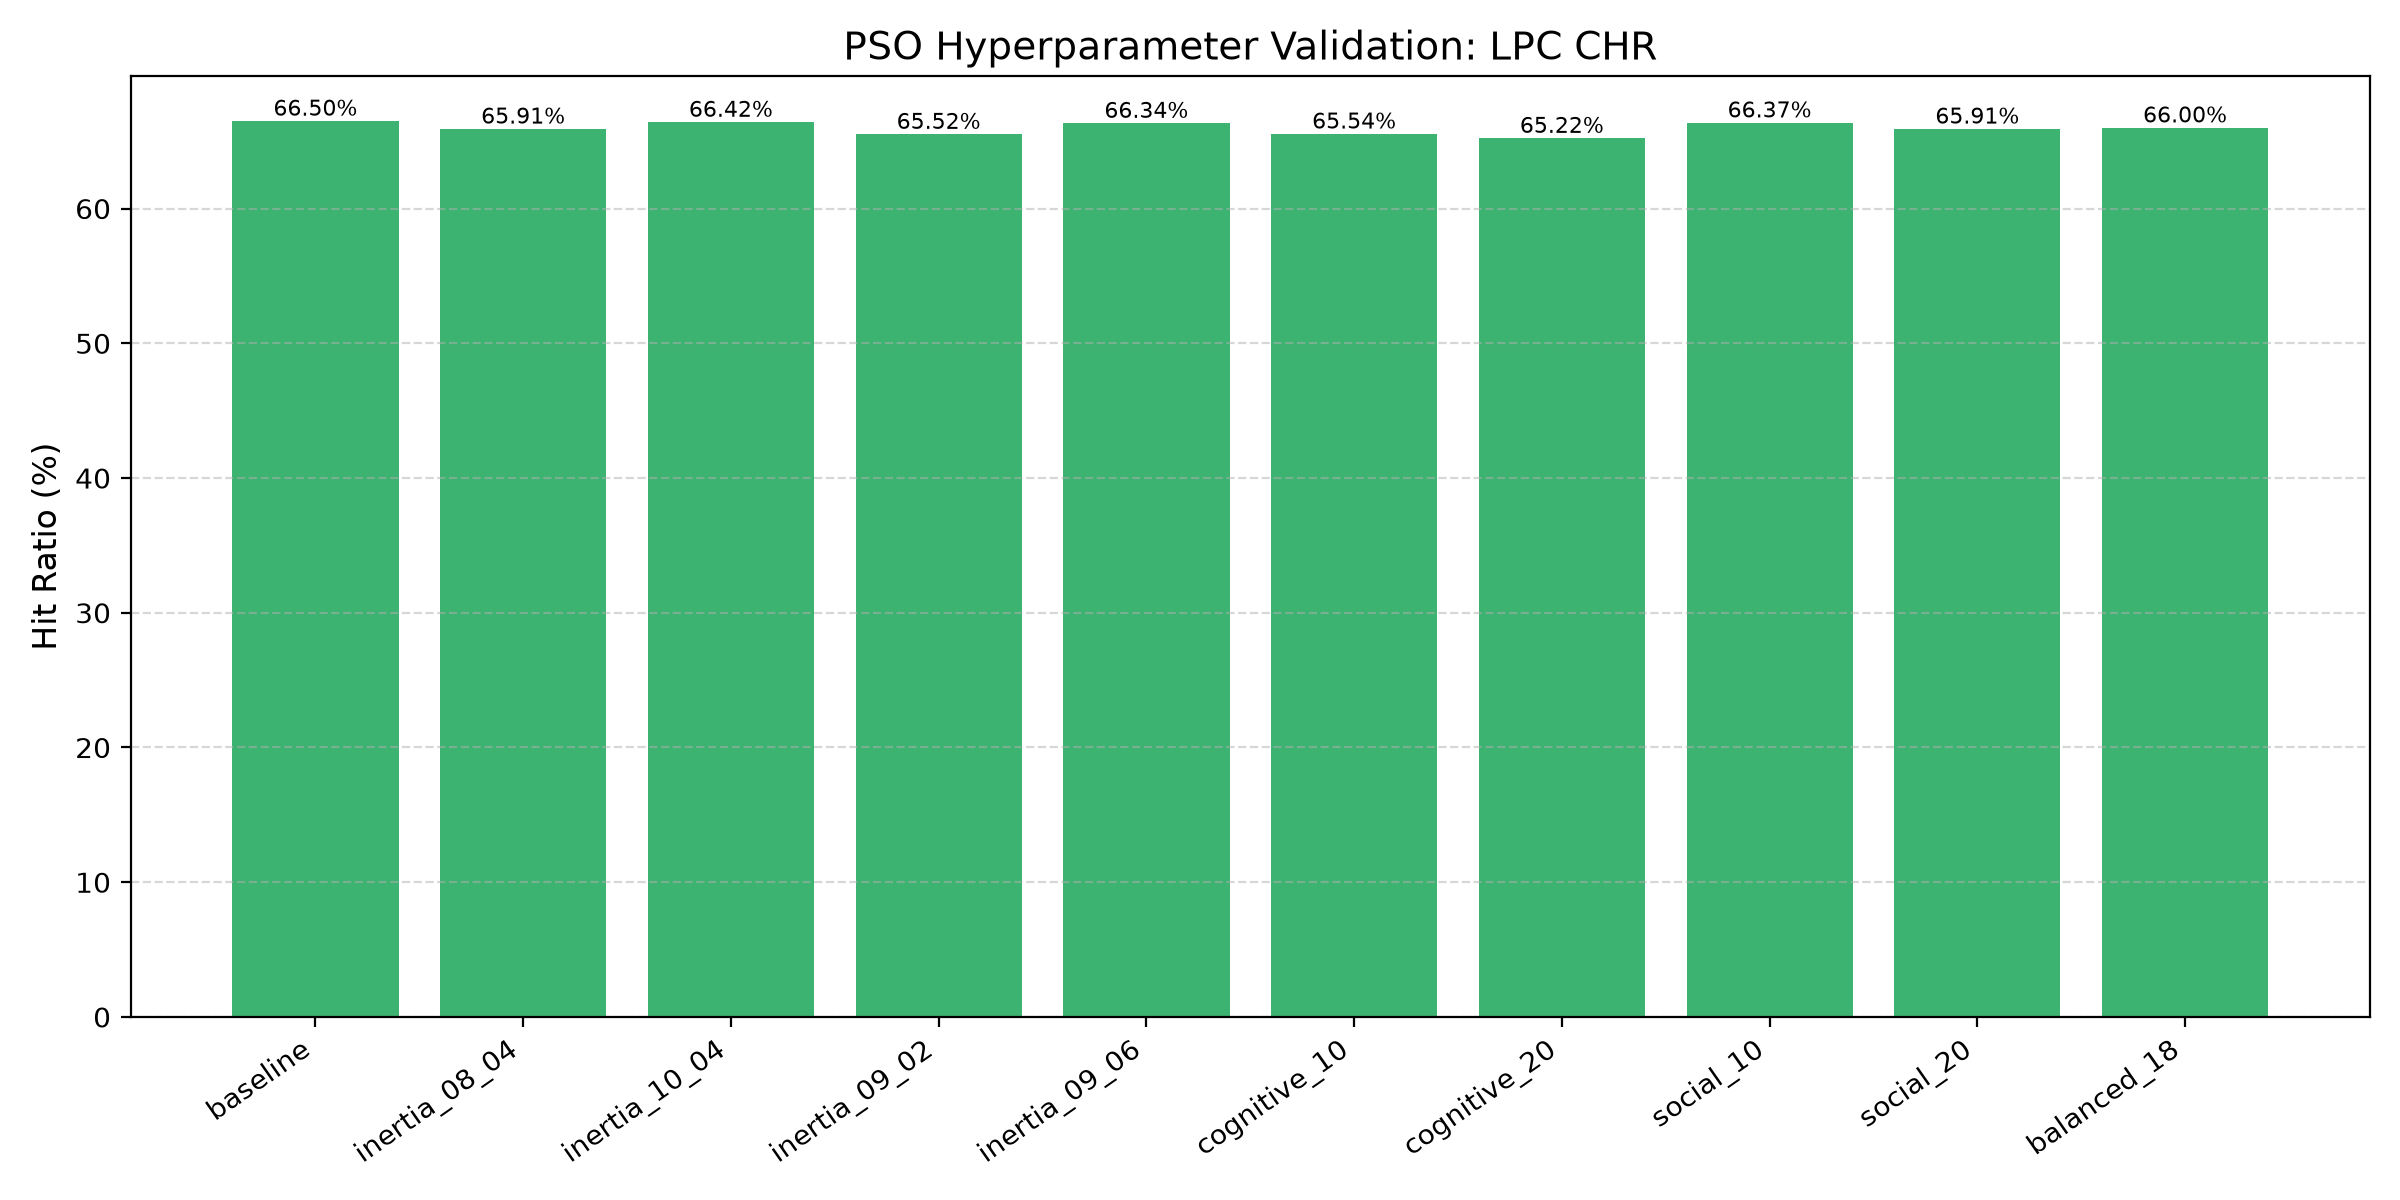 PSO Hyperparameter Validation: LPC CHR
66.50%
65.91%
66.42%
65.52%
66.34%
65.54%
65.22%
66.37%
65.91%
66.00%
Hit Ratio (%)
60
50
40
30
20
10
0
baseline
inertia_08_04
inertia_10_04
inertia_09_02
inertia_09_06
cognitive_10
cognitive_20
social_10
social_20
balanced_18